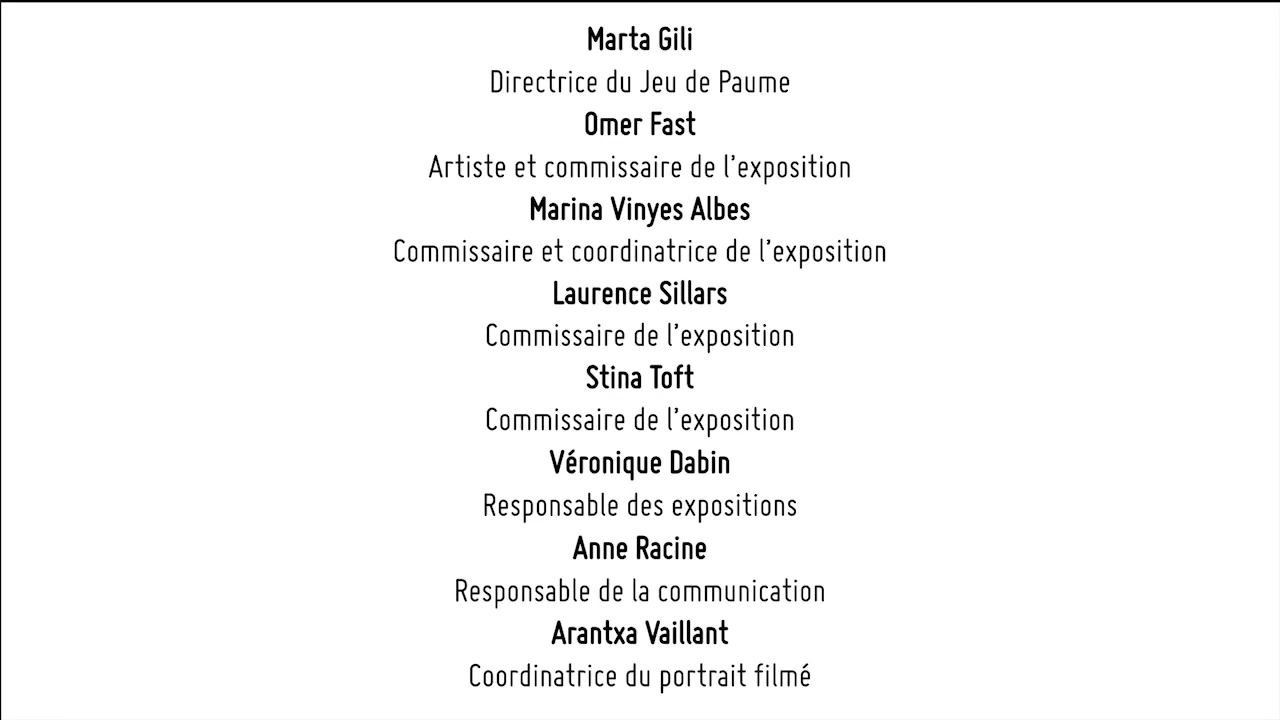 Marta Gili
Directrice du Jeu de Paume
Omer Fast
Artiste et commissaire de l’exposition
Marina Vinyes Albes
Commissaire et coordinatrice de l’exposition
Laurence Sillars
Commissaire de l’exposition
Stina Toft
Commissaire de l’exposition
Véronique Dabin
Responsable des expositions
Anne Racine
Responsable de la communication
Arantxa Vaillant
Coordinatrice du portrait filmé